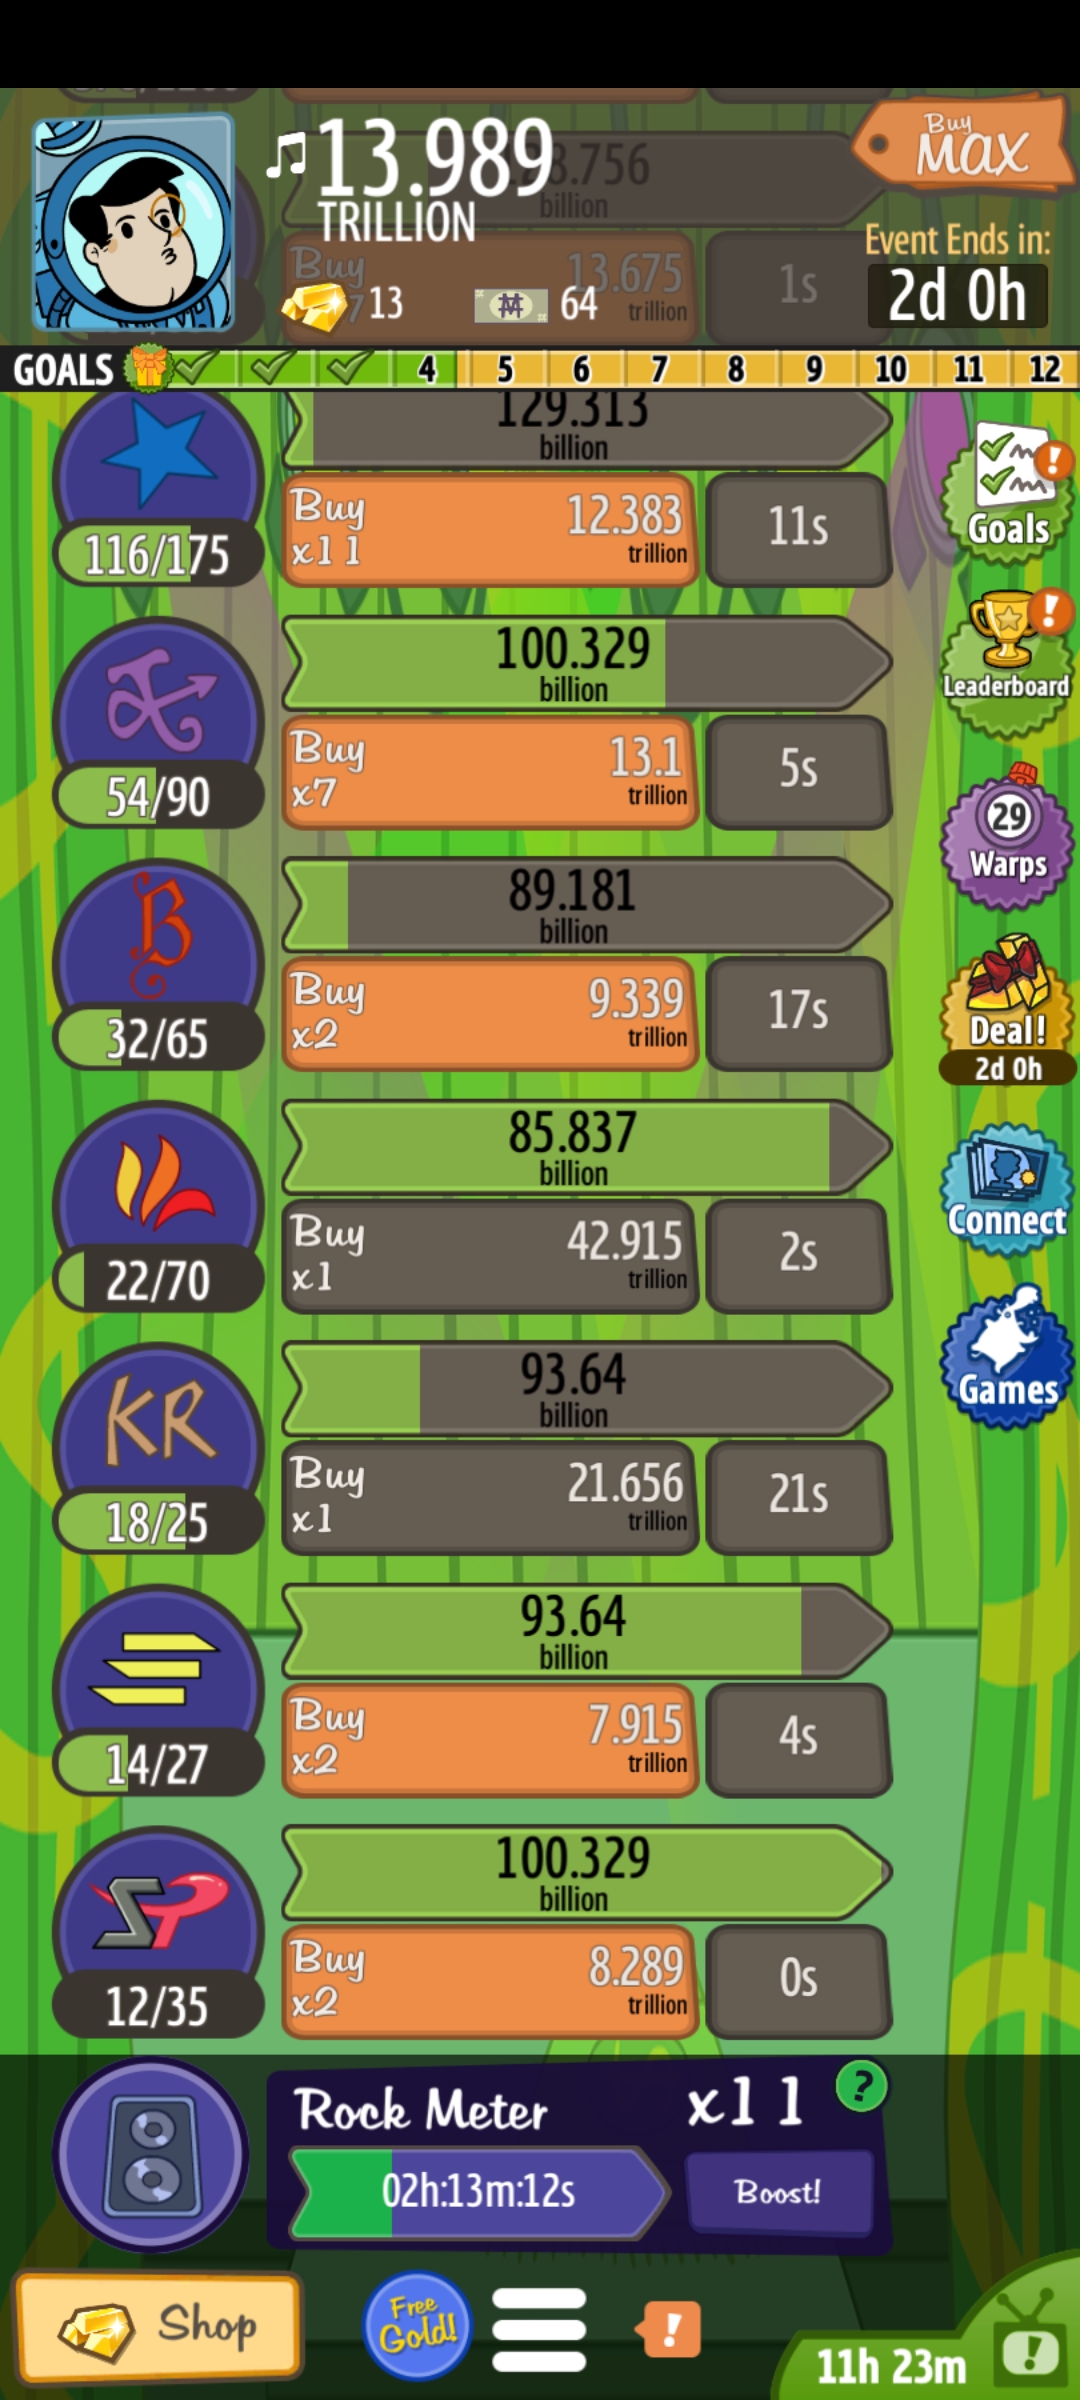 13.989
TRILLION
13
64
Buy
MAX
Event Ends in:
2d 0h
billion
Buy
13.675
trillion
1s
GOALS
4
5
6
7
8
9
10
11
12
129.313
billion
116/175
Buy
x11
12.383
trillion
11s
Goals
100.329
billion
54/90
Buy
x7
13.1
trillion
5s
Leaderboard
89.181
billion
32/65
Buy
x2
9.339
trillion
17s
29
Warps
85.837
billion
22/70
Buy
x1
42.915
trillion
2s
Deal!
2d 0h
93.64
billion
KR
18/25
Buy
x1
21.656
trillion
21s
Connect
93.64
billion
14/27
Buy
x2
7.915
trillion
4s
Games
100.329
billion
SP
12/35
Buy
x2
8.289
trillion
0s
Rock Meter
x11
?
02h:13m:12s
Boost!
Shop
Free
Gold!
!
11h 23m
!